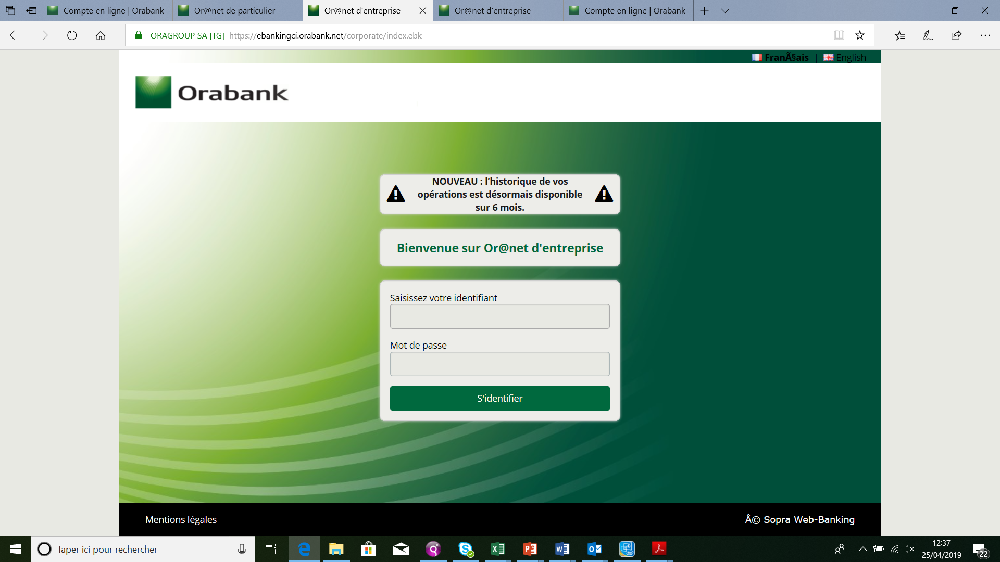 Compte en ligne | Orabank
Or@net de particulier
Or@net d'entreprise
Or@net d'entreprise
Compte en ligne | Orabank
ORAGROUP SA [TG] https://ebankingci.orabank.net/corporate/index.ebk
FranÃ§ais | English
Orabank
NOUVEAU : l’historique de vos
opérations est désormais disponible
sur 6 mois.
Bienvenue sur Or@net d'entreprise
Saisissez votre identifiant
Mot de passe
S'identifier
Mentions légales
Â© Sopra Web-Banking
Taper ici pour rechercher
12:37
25/04/2019
22